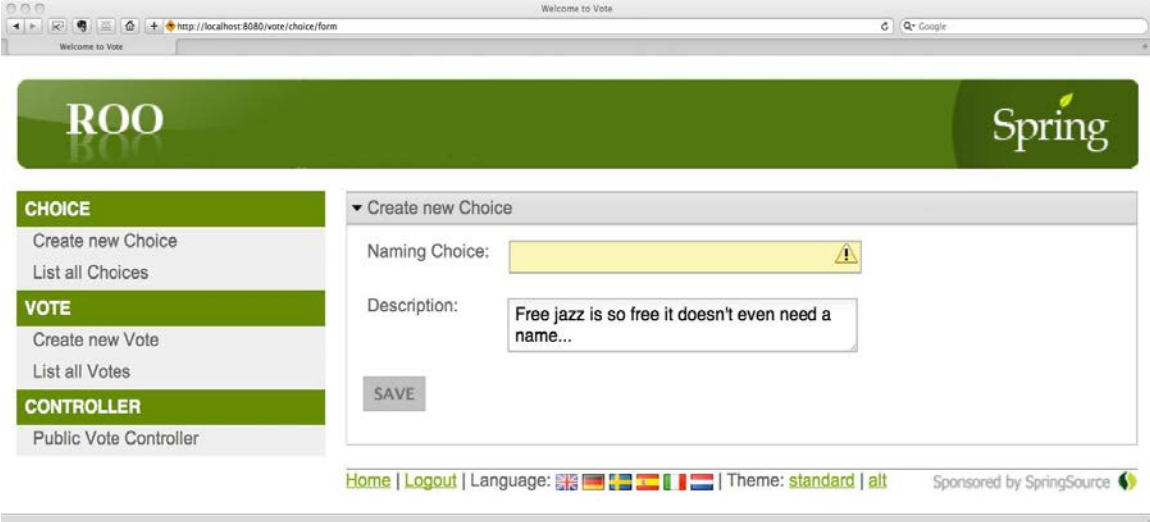 Welcome to Vote
http://localhost:8080/vote/choice/form
Google
Welcome to Vote
ROO
Spring
CHOICE
Create new Choice
List all Choices
VOTE
Create new Vote
List all Votes
CONTROLLER
Public Vote Controller
Create new Choice
Naming Choice:
Description:
Free jazz is so free it doesn't even need a
name...
SAVE
Home | Logout | Language: | Theme: standard | alt
Sponsored by SpringSource